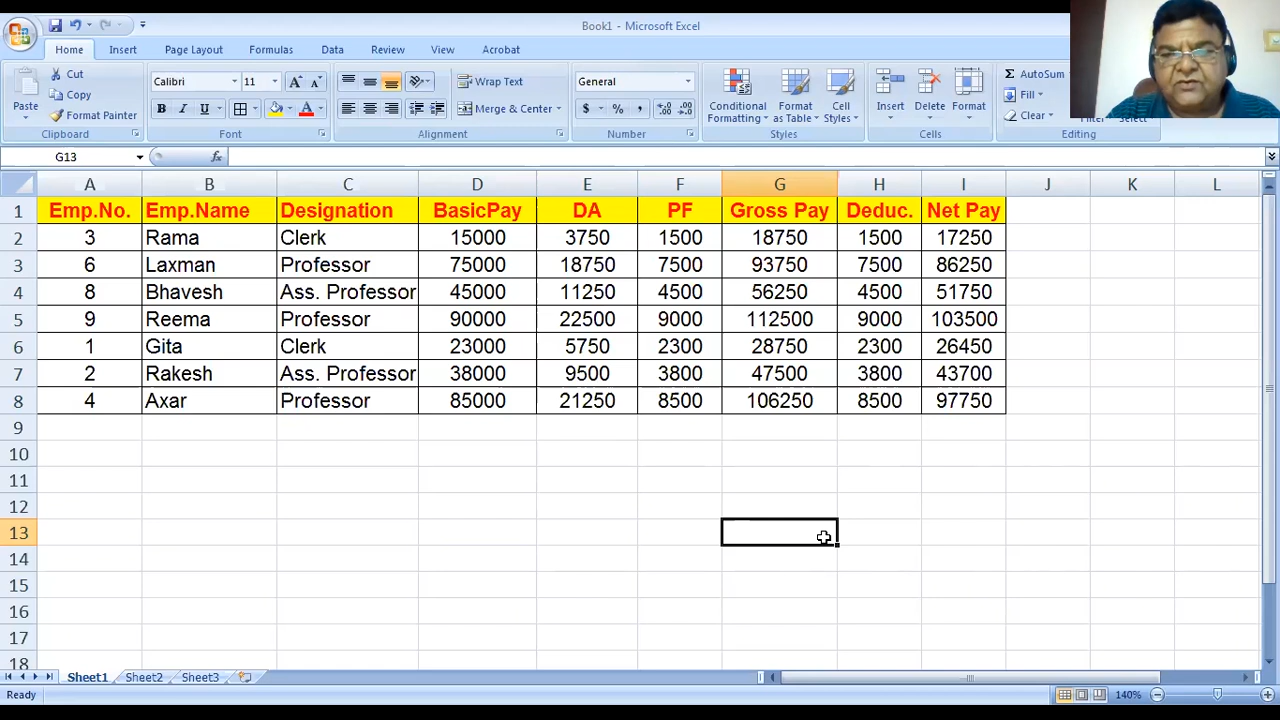 Book1 - Microsoft Excel
Home Insert Page Layout Formulas Data Review View Acrobat
Paste Cut Copy Format Painter Clipboard
Calibri 11 A A B I U A Font
Wrap Text Merge & Center Alignment
General $ % , .0 .00 .00 .0 Number
Conditional Formatting Format as Table Cell Styles Styles
Insert Delete Format Cells
Σ AutoSum Fill Clear Select Editing
G13 fx
A B C D E F G H I J K L
1 Emp.No. Emp.Name Designation BasicPay DA PF Gross Pay Deduc. Net Pay
2 3 Rama Clerk 15000 3750 1500 18750 1500 17250
3 6 Laxman Professor 75000 18750 7500 93750 7500 86250
4 8 Bhavesh Ass. Professor 45000 11250 4500 56250 4500 51750
5 9 Reema Professor 90000 22500 9000 112500 9000 103500
6 1 Gita Clerk 23000 5750 2300 28750 2300 26450
7 2 Rakesh Ass. Professor 38000 9500 3800 47500 3800 43700
8 4 Axar Professor 85000 21250 8500 106250 8500 97750
9
10
11
12
13
14
15
16
17
18
Sheet1 Sheet2 Sheet3
Ready 140%